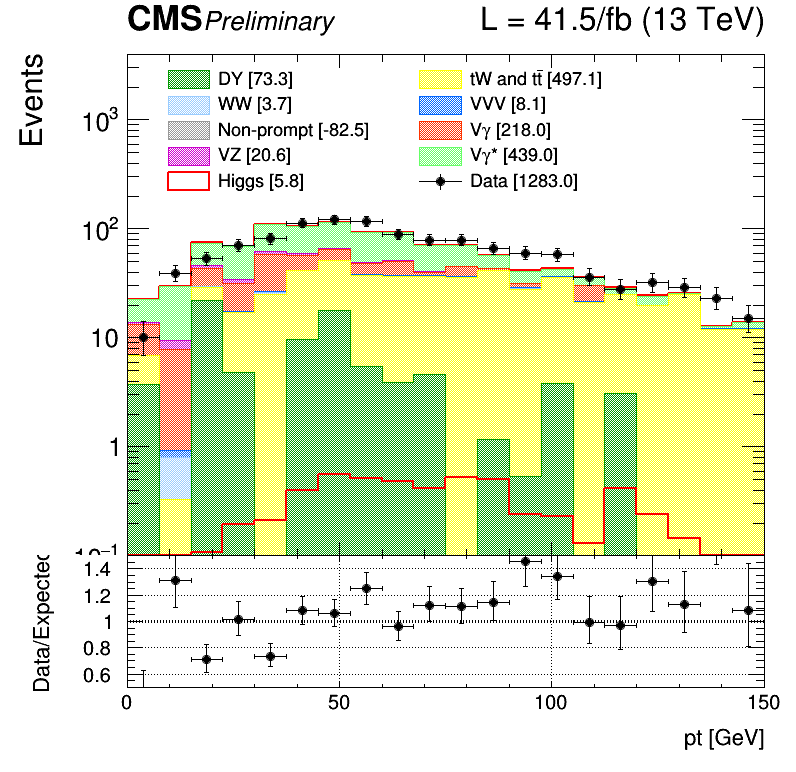 CMS Preliminary L = 41.5/fb (13 TeV)
Events
DY [73.3]
tW and tt̄ [497.1]
WW [3.7]
VVV [8.1]
Non-prompt [-82.5]
Vγ [218.0]
VZ [20.6]
Vγ* [439.0]
Higgs [5.8]
Data [1283.0]
10³
10²
10
1
10⁻¹
Data/Expected
1.4
1.2
1
0.8
0.6
0 50 100 150
pt [GeV]